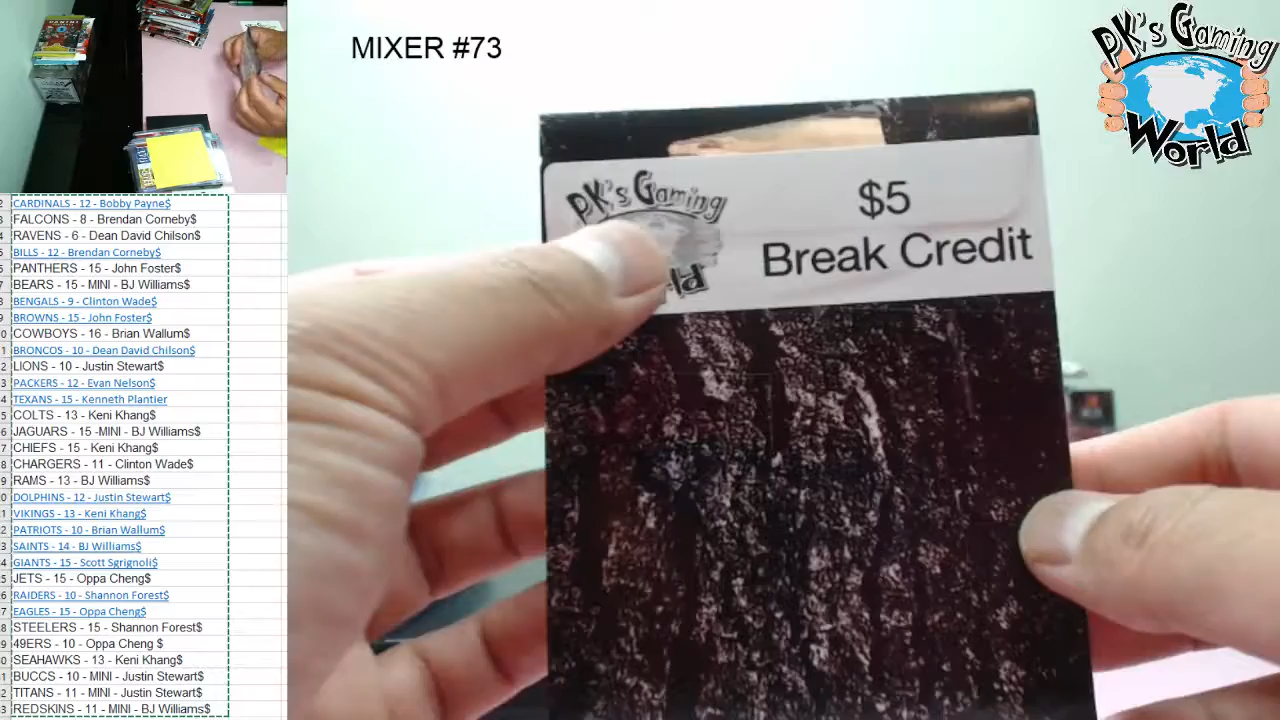 MIXER #73
PK's Gaming
World
PK's Gaming
$5
Break Credit
CARDINALS - 12 - Bobby Payne$
FALCONS - 8 - Brendan Corneby$
RAVENS - 6 - Dean David Chilson$
BILLS - 12 - Brendan Corneby$
PANTHERS - 15 - John Foster$
BEARS - 15 - MINI - BJ Williams$
BENGALS - 9 - Clinton Wade$
BROWNS - 15 - John Foster$
COWBOYS - 16 - Brian Wallum$
BRONCOS - 10 - Dean David Chilson$
LIONS - 10 - Justin Stewart$
PACKERS - 12 - Evan Nelson$
TEXANS - 15 - Kenneth Plantier
COLTS - 13 - Keni Khang$
JAGUARS - 15 -MINI - BJ Williams$
CHIEFS - 15 - Keni Khang$
CHARGERS - 11 - Clinton Wade$
RAMS - 13 - BJ Williams$
DOLPHINS - 12 - Justin Stewart$
VIKINGS - 13 - Keni Khang$
PATRIOTS - 10 - Brian Wallum$
SAINTS - 14 - BJ Williams$
GIANTS - 15 - Scott Sgrignoli$
JETS - 15 - Oppa Cheng$
RAIDERS - 10 - Shannon Forest$
EAGLES - 15 - Oppa Cheng$
STEELERS - 15 - Shannon Forest$
49ERS - 10 - Oppa Cheng $
SEAHAWKS - 13 - Keni Khang$
BUCCS - 10 - MINI - Justin Stewart$
TITANS - 11 - MINI - Justin Stewart$
REDSKINS - 11 - MINI - BJ Williams$